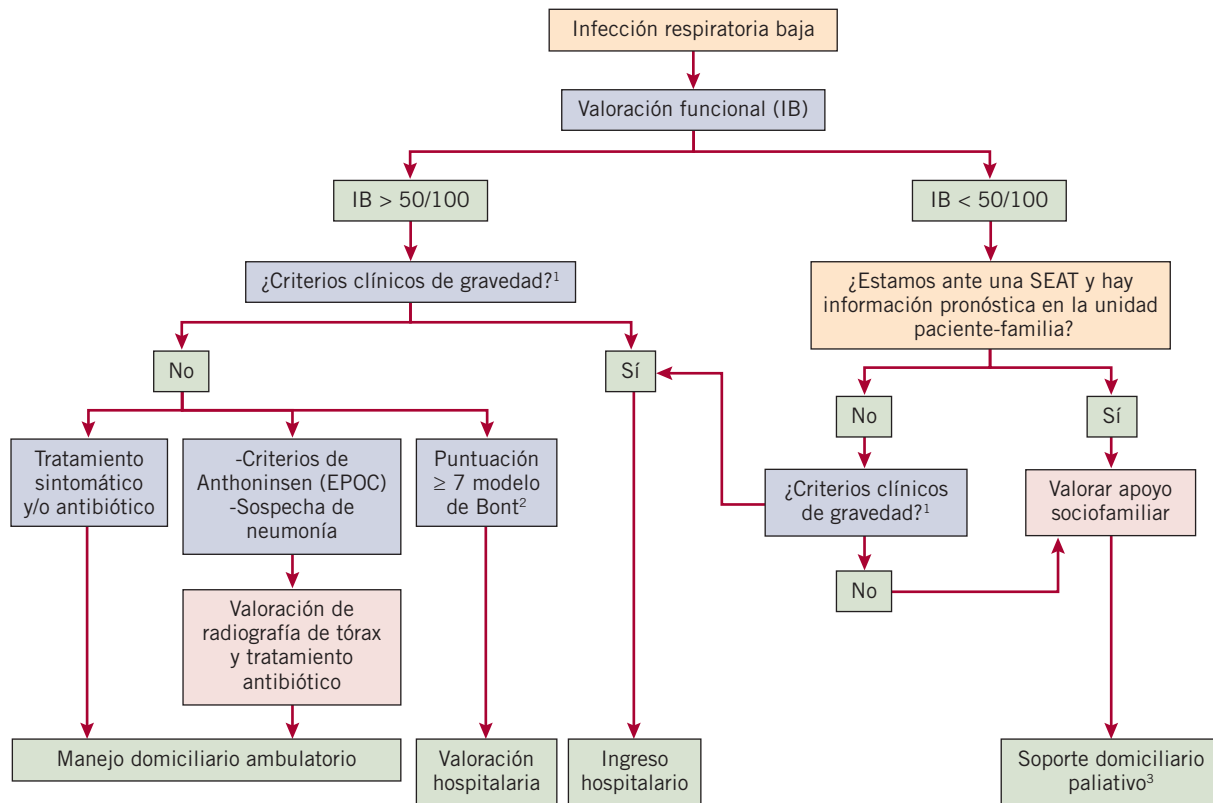 Infección respiratoria baja
Valoración funcional (IB)
IB > 50/100
IB < 50/100
¿Criterios clínicos de gravedad?¹
¿Estamos ante una SEAT y hay
información pronóstica en la unidad
paciente-familia?
No
Sí
No
Sí
Tratamiento
sintomático
y/o antibiótico
-Criterios de
Anthoninsen (EPOC)
-Sospecha de
neumonía
Puntuación
≥ 7 modelo
de Bont²
¿Criterios clínicos
de gravedad?¹
Valorar apoyo
sociofamiliar
No
Valoración de
radiografía de tórax
y tratamiento
antibiótico
Manejo domiciliario ambulatorio
Valoración
hospitalaria
Ingreso
hospitalario
Soporte domiciliario
paliativo³